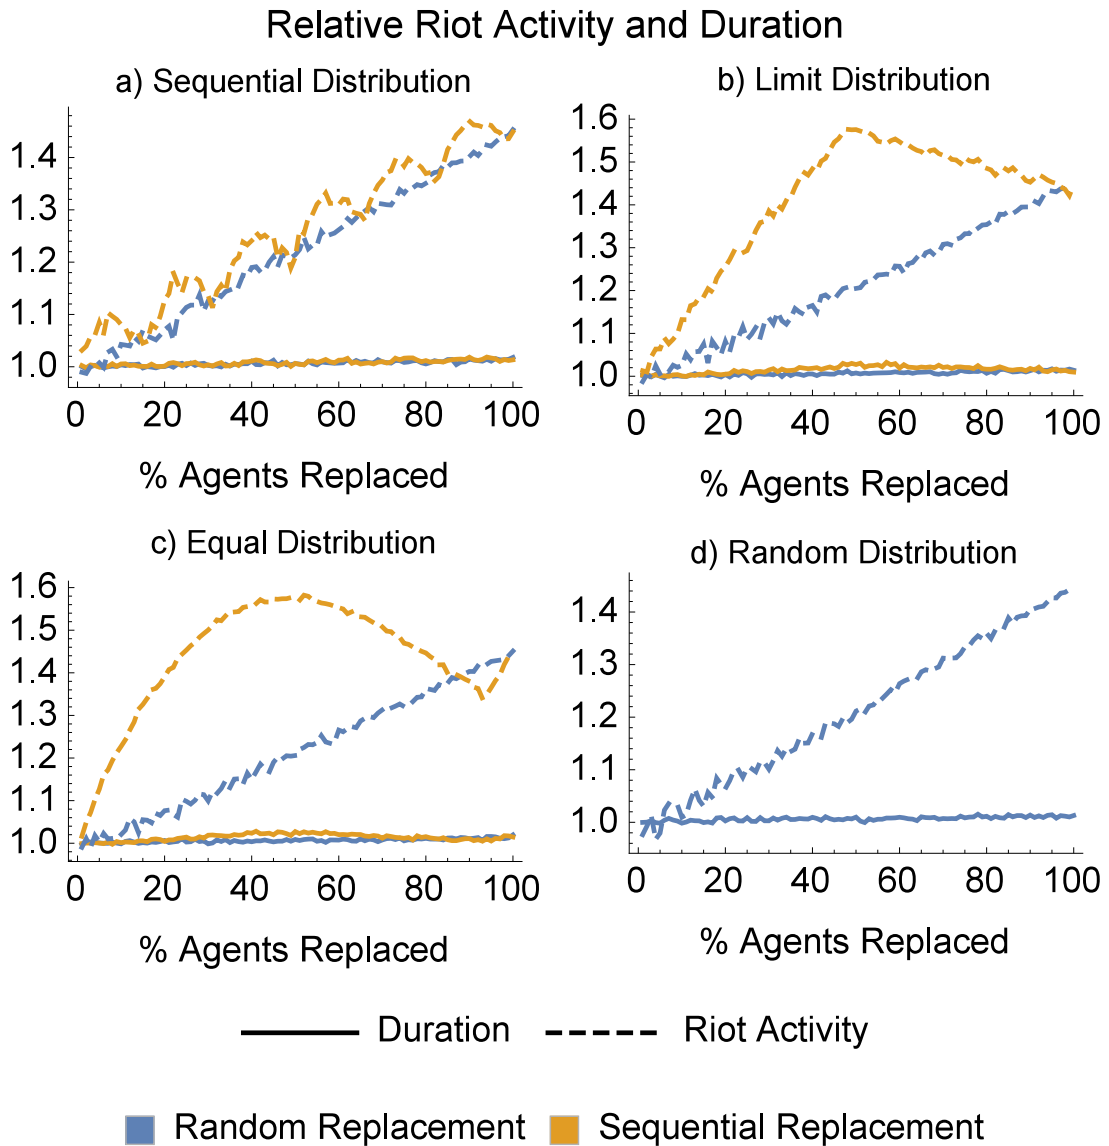 Relative Riot Activity and Duration
a) Sequential Distribution
1.4
1.3
1.2
1.1
1.0
0 20 40 60 80 100
% Agents Replaced
b) Limit Distribution
1.6
1.5
1.4
1.3
1.2
1.1
1.0
0 20 40 60 80 100
% Agents Replaced
c) Equal Distribution
1.6
1.5
1.4
1.3
1.2
1.1
1.0
0 20 40 60 80 100
% Agents Replaced
d) Random Distribution
1.4
1.3
1.2
1.1
1.0
0 20 40 60 80 100
% Agents Replaced
Duration Riot Activity
Random Replacement Sequential Replacement